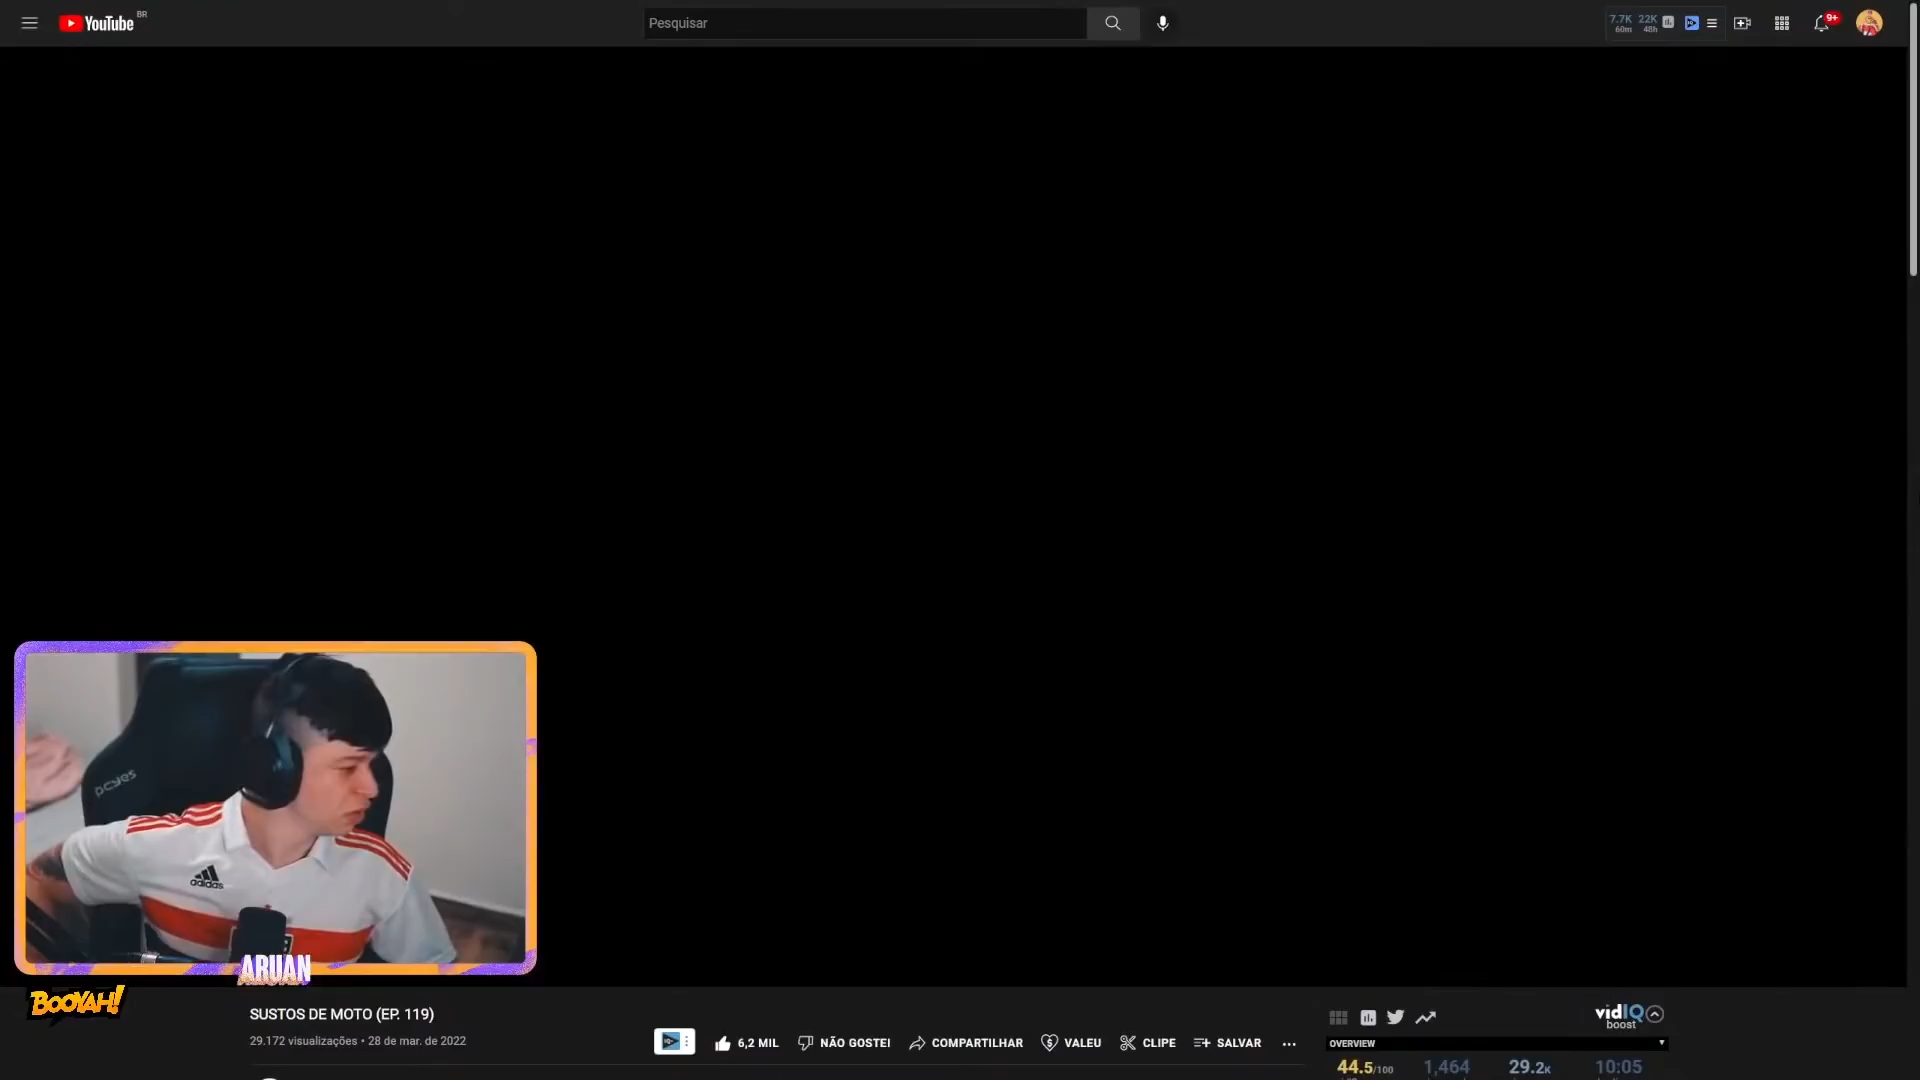 YouTube BR
Pesquisar
7.7K 22K
60m 48h
9+
pcyes
adidas
ARUAN
BOOYAH!
SUSTOS DE MOTO (EP. 119)
29.172 visualizações • 28 de mar. de 2022
6,2 MIL
NÃO GOSTEI
COMPARTILHAR
VALEU
CLIPE
SALVAR
vidIQ
boost
OVERVIEW
44.5/100
1,464
29.2K
10:05